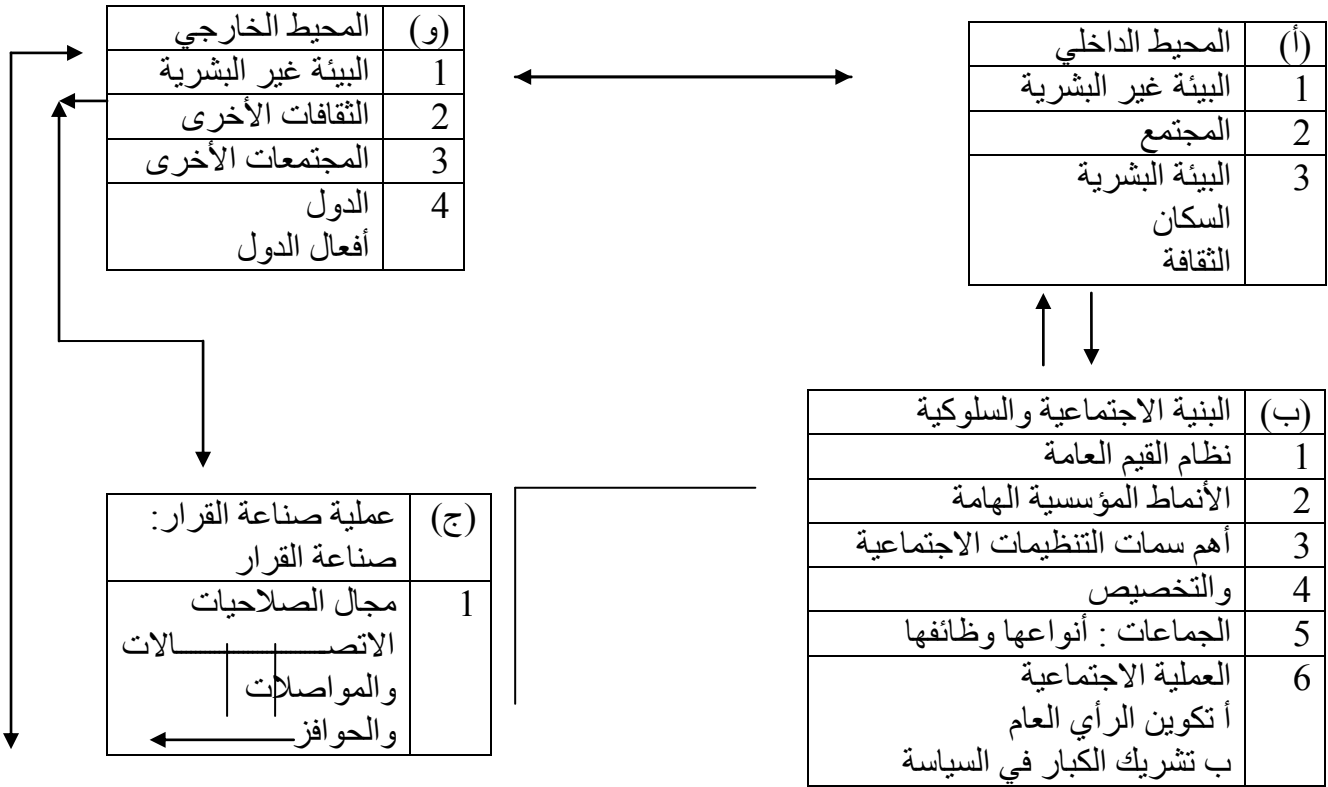 (أ) المحيط الداخلي
1 البيئة غير البشرية
2 المجتمع
3 البيئة البشرية
السكان
الثقافة
(و) المحيط الخارجي
1 البيئة غير البشرية
2 الثقافات الأخرى
3 المجتمعات الأخرى
4 الدول
أفعال الدول
(ب) البنية الاجتماعية والسلوكية
1 نظام القيم العامة
2 الأنماط المؤسسية الهامة
3 أهم سمات التنظيمات الاجتماعية
4 والتخصيص
5 الجماعات : أنواعها وظائفها
6 العملية الاجتماعية
أ تكوين الرأي العام
ب تشريك الكبار في السياسة
(ج) عملية صناعة القرار:
صناعة القرار
1 مجال الصلاحيات
الاتصـــــــــالات
والمواصلات
والحوافز